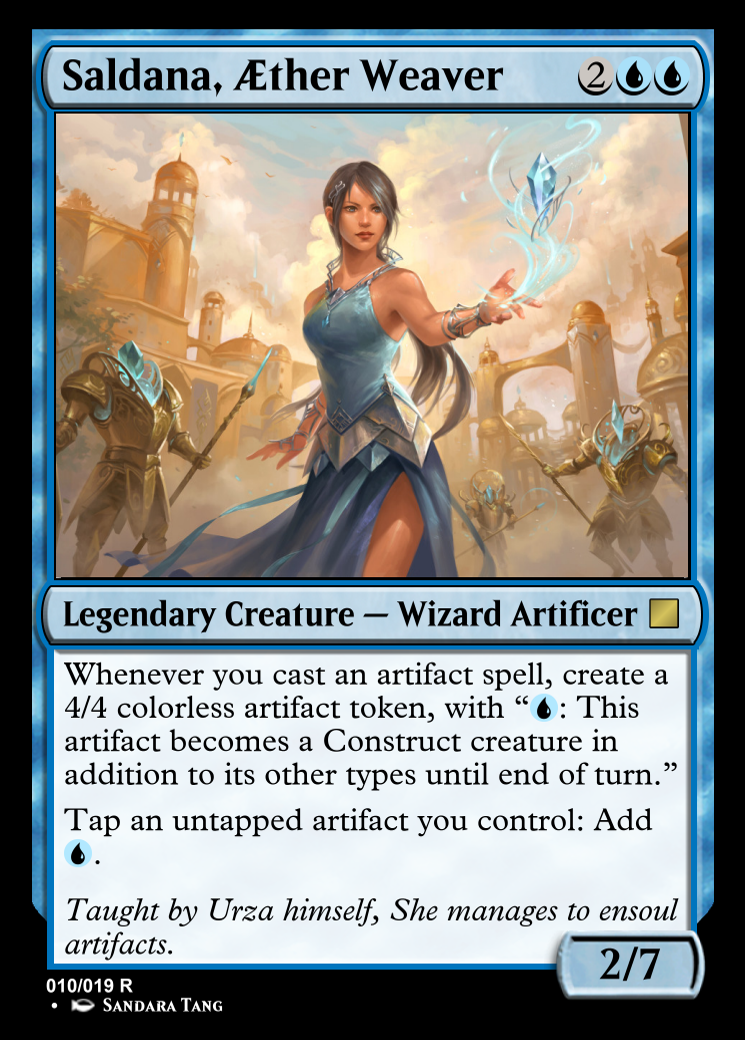 Saldana, Æther Weaver 2
Legendary Creature — Wizard Artificer
Whenever you cast an artifact spell, create a
4/4 colorless artifact token, with “: This
artifact becomes a Construct creature in
addition to its other types until end of turn.”
Tap an untapped artifact you control: Add
.
Taught by Urza himself, She manages to ensoul
artifacts.
2/7
010/019 R
• Sandara Tang